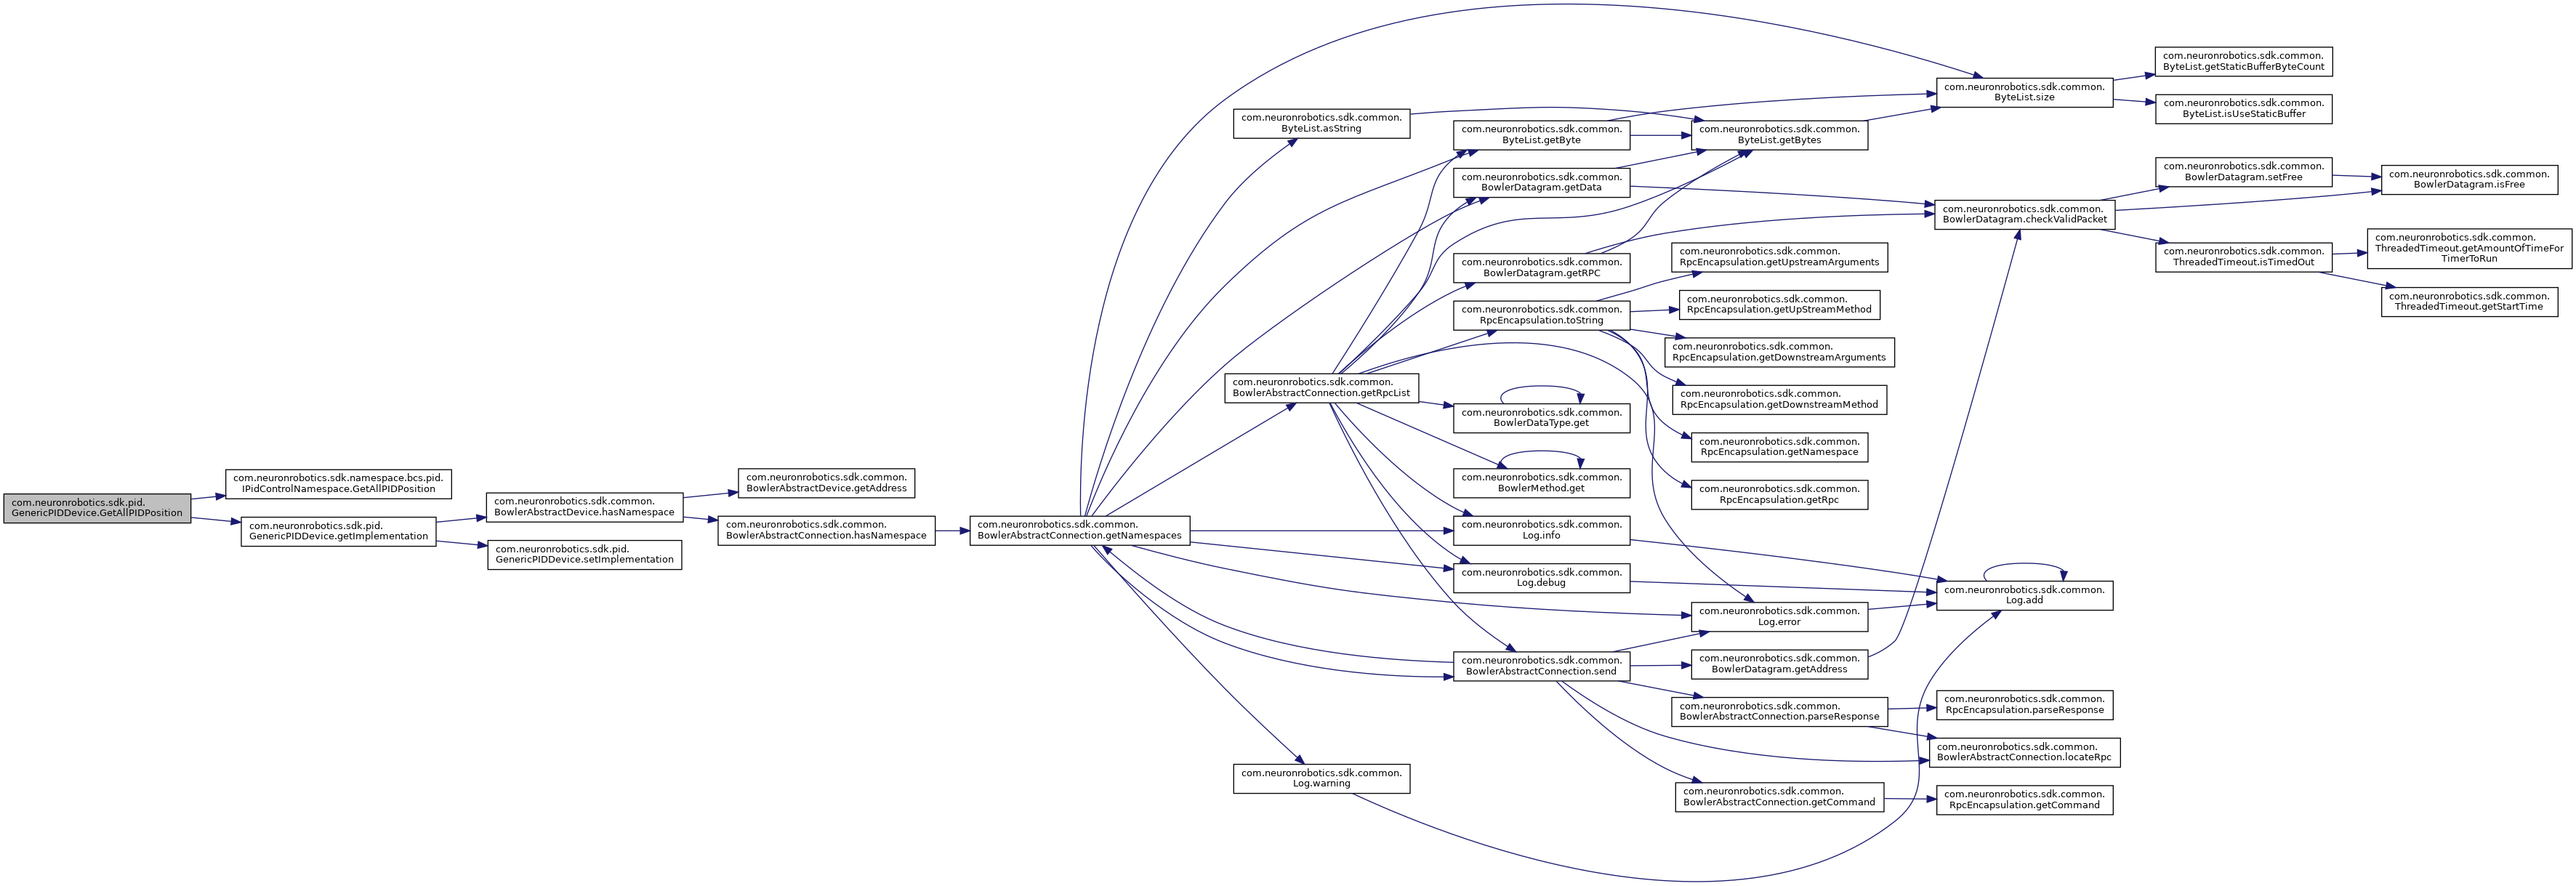 com.neuronrobotics.sdk.pid.
GenericPIDDevice.GetAllPIDPosition
com.neuronrobotics.sdk.namespace.bcs.pid.
IPidControlNamespace.GetAllPIDPosition
com.neuronrobotics.sdk.pid.
GenericPIDDevice.getImplementation
com.neuronrobotics.sdk.common.
BowlerAbstractDevice.hasNamespace
com.neuronrobotics.sdk.pid.
GenericPIDDevice.setImplementation
com.neuronrobotics.sdk.common.
BowlerAbstractDevice.getAddress
com.neuronrobotics.sdk.common.
BowlerAbstractConnection.hasNamespace
com.neuronrobotics.sdk.common.
BowlerAbstractConnection.getNamespaces
com.neuronrobotics.sdk.common.
ByteList.asString
com.neuronrobotics.sdk.common.
BowlerAbstractConnection.getRpcList
com.neuronrobotics.sdk.common.
Log.warning
com.neuronrobotics.sdk.common.
ByteList.getByte
com.neuronrobotics.sdk.common.
BowlerDatagram.getData
com.neuronrobotics.sdk.common.
BowlerDatagram.getRPC
com.neuronrobotics.sdk.common.
RpcEncapsulation.toString
com.neuronrobotics.sdk.common.
BowlerDataType.get
com.neuronrobotics.sdk.common.
BowlerMethod.get
com.neuronrobotics.sdk.common.
Log.info
com.neuronrobotics.sdk.common.
Log.debug
com.neuronrobotics.sdk.common.
BowlerAbstractConnection.send
com.neuronrobotics.sdk.common.
ByteList.getBytes
com.neuronrobotics.sdk.common.
RpcEncapsulation.getUpstreamArguments
com.neuronrobotics.sdk.common.
RpcEncapsulation.getUpStreamMethod
com.neuronrobotics.sdk.common.
RpcEncapsulation.getDownstreamArguments
com.neuronrobotics.sdk.common.
RpcEncapsulation.getDownstreamMethod
com.neuronrobotics.sdk.common.
RpcEncapsulation.getNamespace
com.neuronrobotics.sdk.common.
RpcEncapsulation.getRpc
com.neuronrobotics.sdk.common.
Log.error
com.neuronrobotics.sdk.common.
BowlerDatagram.getAddress
com.neuronrobotics.sdk.common.
BowlerAbstractConnection.parseResponse
com.neuronrobotics.sdk.common.
BowlerAbstractConnection.getCommand
com.neuronrobotics.sdk.common.
ByteList.size
com.neuronrobotics.sdk.common.
BowlerDatagram.checkValidPacket
com.neuronrobotics.sdk.common.
Log.add
com.neuronrobotics.sdk.common.
RpcEncapsulation.parseResponse
com.neuronrobotics.sdk.common.
BowlerAbstractConnection.locateRpc
com.neuronrobotics.sdk.common.
RpcEncapsulation.getCommand
com.neuronrobotics.sdk.common.
ByteList.getStaticBufferByteCount
com.neuronrobotics.sdk.common.
ByteList.isUseStaticBuffer
com.neuronrobotics.sdk.common.
BowlerDatagram.setFree
com.neuronrobotics.sdk.common.
ThreadedTimeout.isTimedOut
com.neuronrobotics.sdk.common.
BowlerDatagram.isFree
com.neuronrobotics.sdk.common.
ThreadedTimeout.getAmountOfTimeFor
TimerToRun
com.neuronrobotics.sdk.common.
ThreadedTimeout.getStartTime